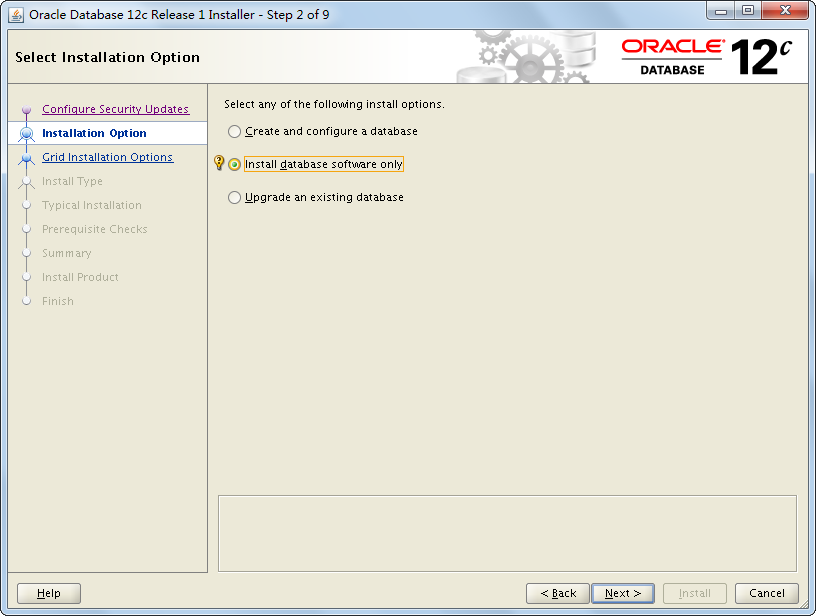 Oracle Database 12c Release 1 Installer - Step 2 of 9
Select Installation Option
ORACLE
DATABASE
12c
Configure Security Updates
Installation Option
Grid Installation Options
Install Type
Typical Installation
Prerequisite Checks
Summary
Install Product
Finish
Select any of the following install options.
Create and configure a database
Install database software only
Upgrade an existing database
Help
< Back
Next >
Install
Cancel